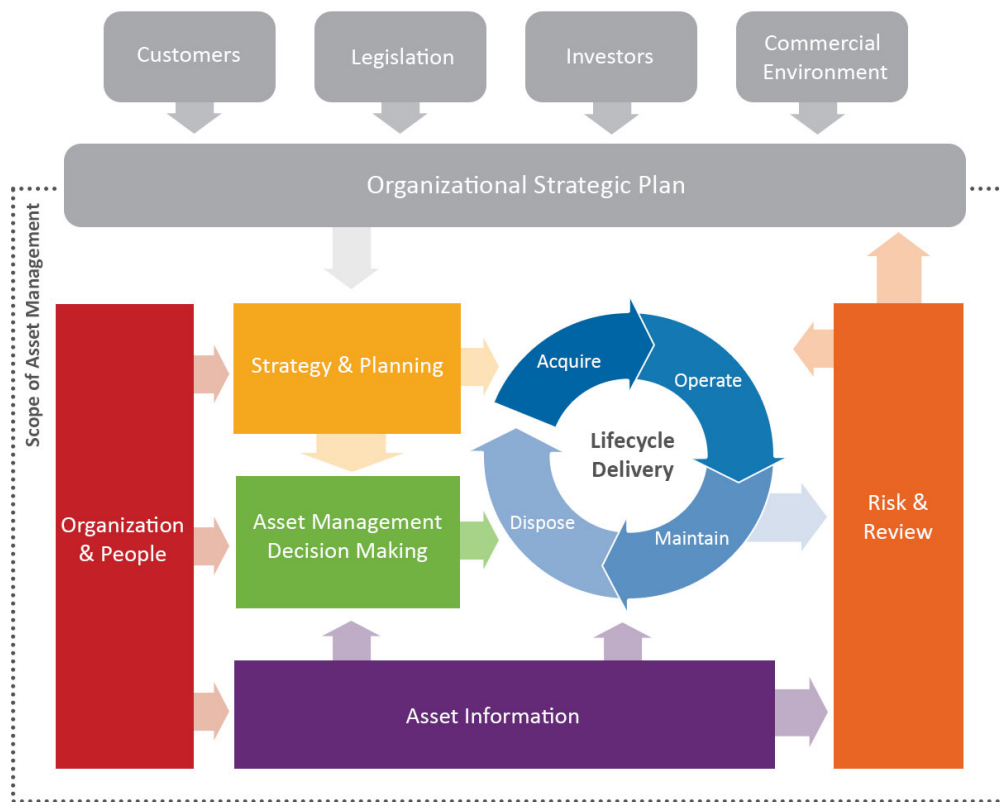 Customers
Legislation
Investors
Commercial
Environment
Organizational Strategic Plan
Scope of Asset Management
Strategy & Planning
Acquire
Operate
Lifecycle
Delivery
Organization
& People
Asset Management
Decision Making
Dispose
Maintain
Risk &
Review
Asset Information